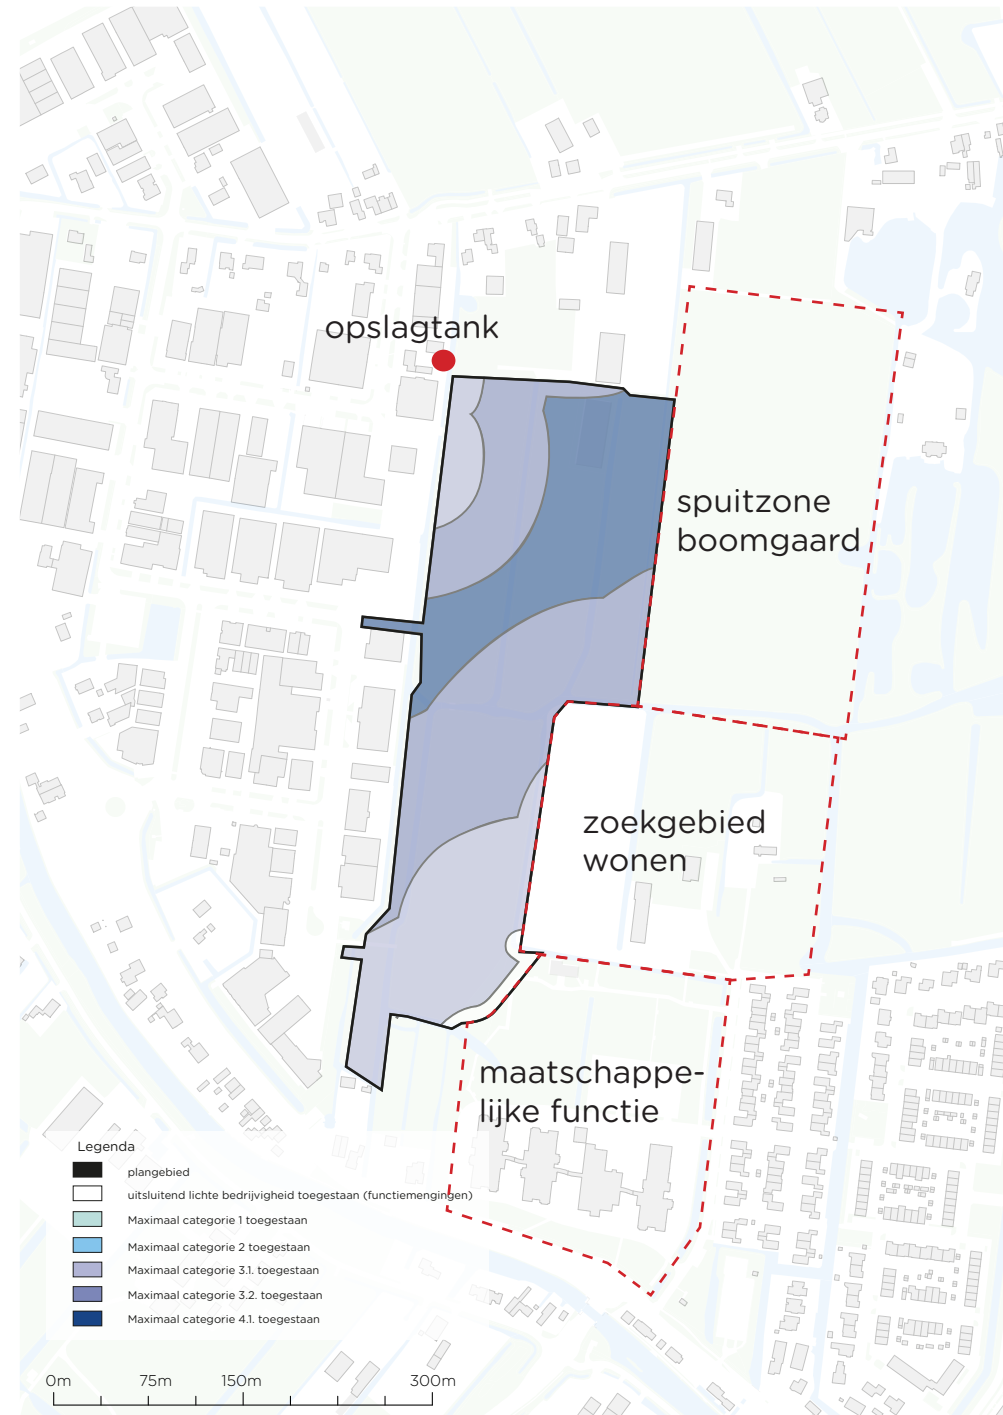 opslagtank
spuitzone
boomgaard
zoekgebied
wonen
maatschappe-
lijke functie
Legenda
plangebied
uitsluitend lichte bedrijvigheid toegestaan (functiemengingen)
Maximaal categorie 1 toegestaan
Maximaal categorie 2 toegestaan
Maximaal categorie 3.1. toegestaan
Maximaal categorie 3.2. toegestaan
Maximaal categorie 4.1. toegestaan
0m 75m 150m 300m